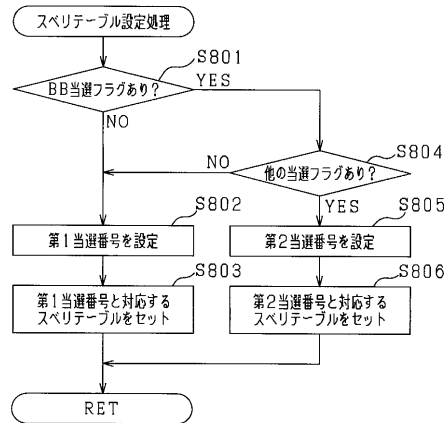 スベリテーブル設定処理
S801
BB当選フラグあり?
YES
NO
S804
NO
他の当選フラグあり?
YES
S802
S805
第1当選番号を設定
第2当選番号を設定
S803
S806
第1当選番号と対応する
スベリテーブルをセット
第2当選番号と対応する
スベリテーブルをセット
RET